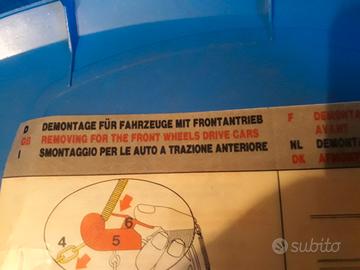 D DEMONTAGE FÜR FAHRZEUGE MIT FRONTANTRIEB
GB REMOVING FOR THE FRONT WHEELS DRIVE CARS
I SMONTAGGIO PER LE AUTO A TRAZIONE ANTERIORE
F
AVANT
NL
DK
4
5
6
subito